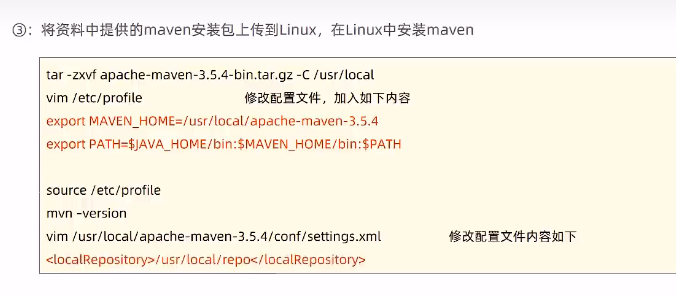 ③：将资料中提供的maven安装包上传到Linux，在Linux中安装maven
tar -zxvf apache-maven-3.5.4-bin.tar.gz -C /usr/local
vim /etc/profile 修改配置文件，加入如下内容
export MAVEN_HOME=/usr/local/apache-maven-3.5.4
export PATH=$JAVA_HOME/bin:$MAVEN_HOME/bin:$PATH
source /etc/profile
mvn -version
vim /usr/local/apache-maven-3.5.4/conf/settings.xml 修改配置文件内容如下
<localRepository>/usr/local/repo</localRepository>